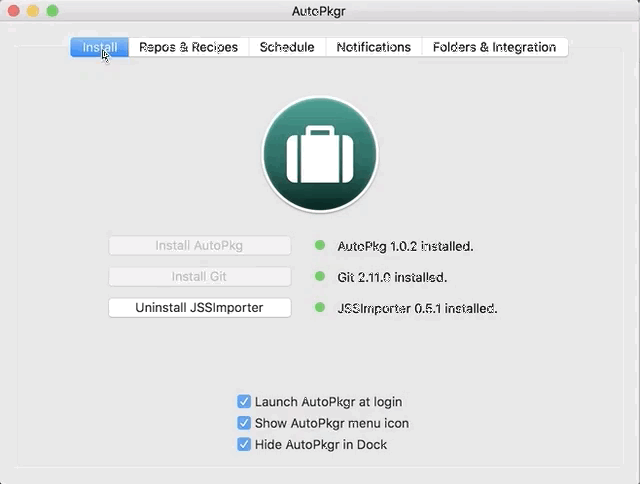 AutoPkgr
Install Repos & Recipes Schedule Notifications Folders & Integration
Install AutoPkg AutoPkg 1.0.2 installed.
Install Git Git 2.11.0 installed.
Uninstall JSSImporter JSSImporter 0.5.1 installed.
Launch AutoPkgr at login
Show AutoPkgr menu icon
Hide AutoPkgr in Dock